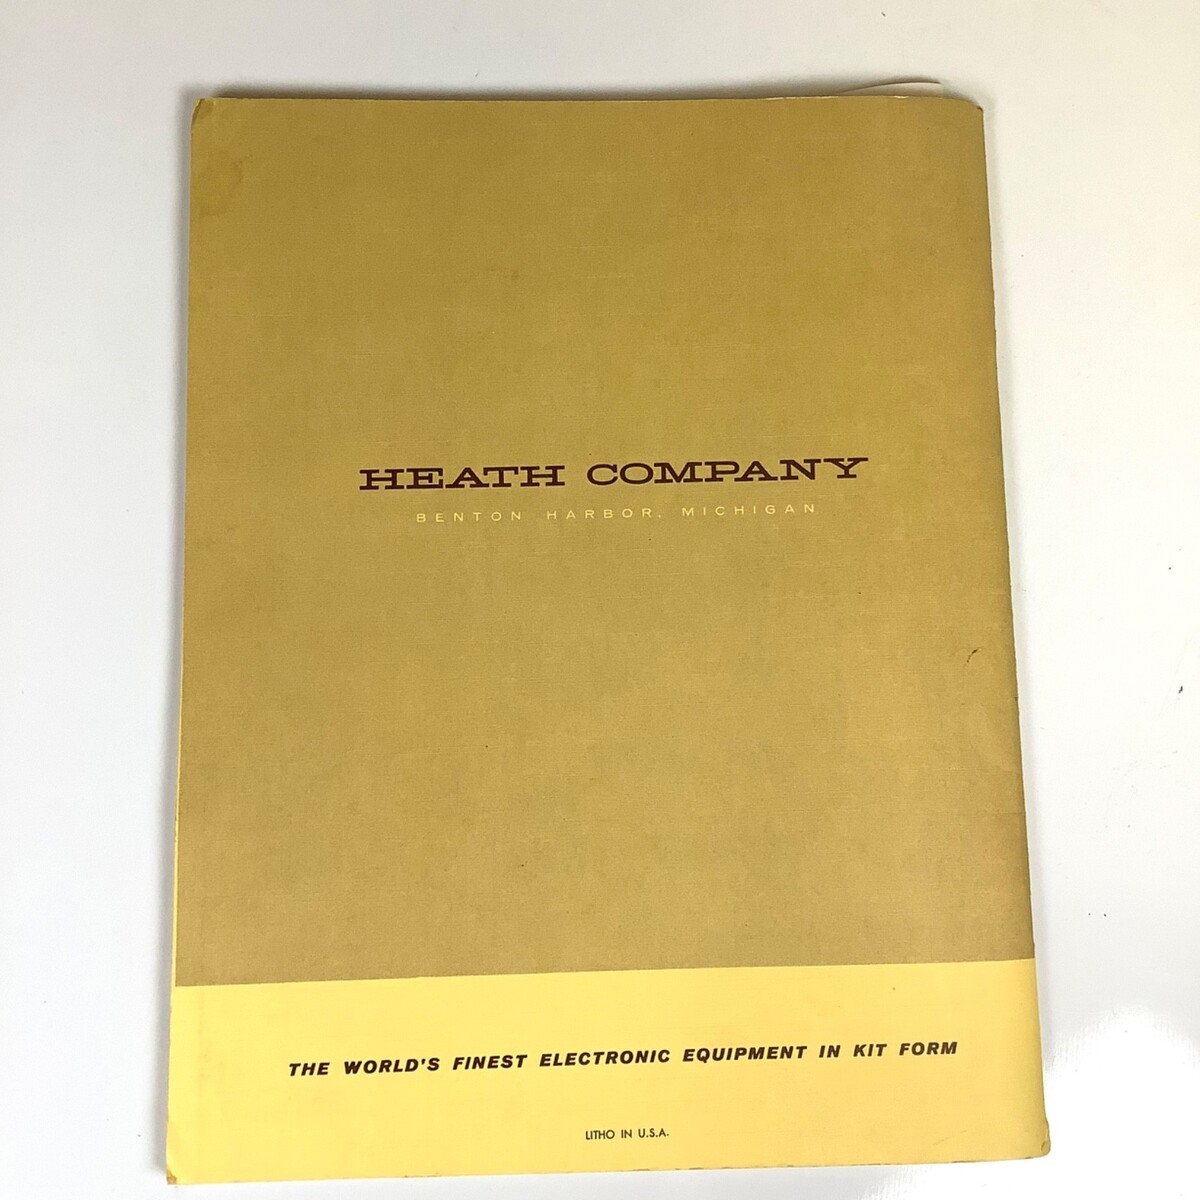 HEATH COMPANY
BENTON HARBOR, MICHIGAN
THE WORLD'S FINEST ELECTRONIC EQUIPMENT IN KIT FORM
LITHO IN U.S.A.